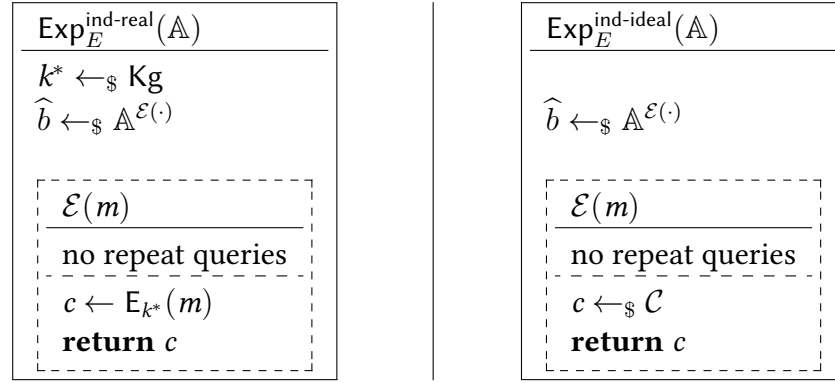 Exp_E^{ind-real}(𝔸)
k* ←_$ Kg
b̂ ←_$ 𝔸^{ℰ(·)}
ℰ(m)
no repeat queries
c ← E_{k*}(m)
return c
Exp_E^{ind-ideal}(𝔸)
b̂ ←_$ 𝔸^{ℰ(·)}
ℰ(m)
no repeat queries
c ←_$ 𝒞
return c